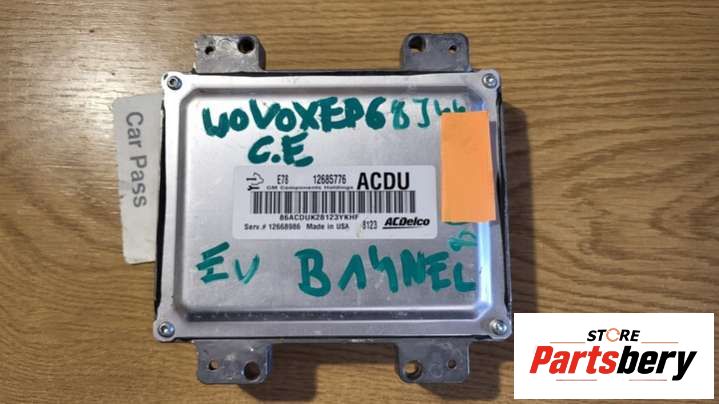 40V0XEP68J44
C.E
E78 12685776 ACDU
GM Components Holdings
86ACDUK28123YKHF
Serv.# 12668986 Made in USA 8123 ACDelco
EU B14NEL
Car Pass
STORE
Partsbery